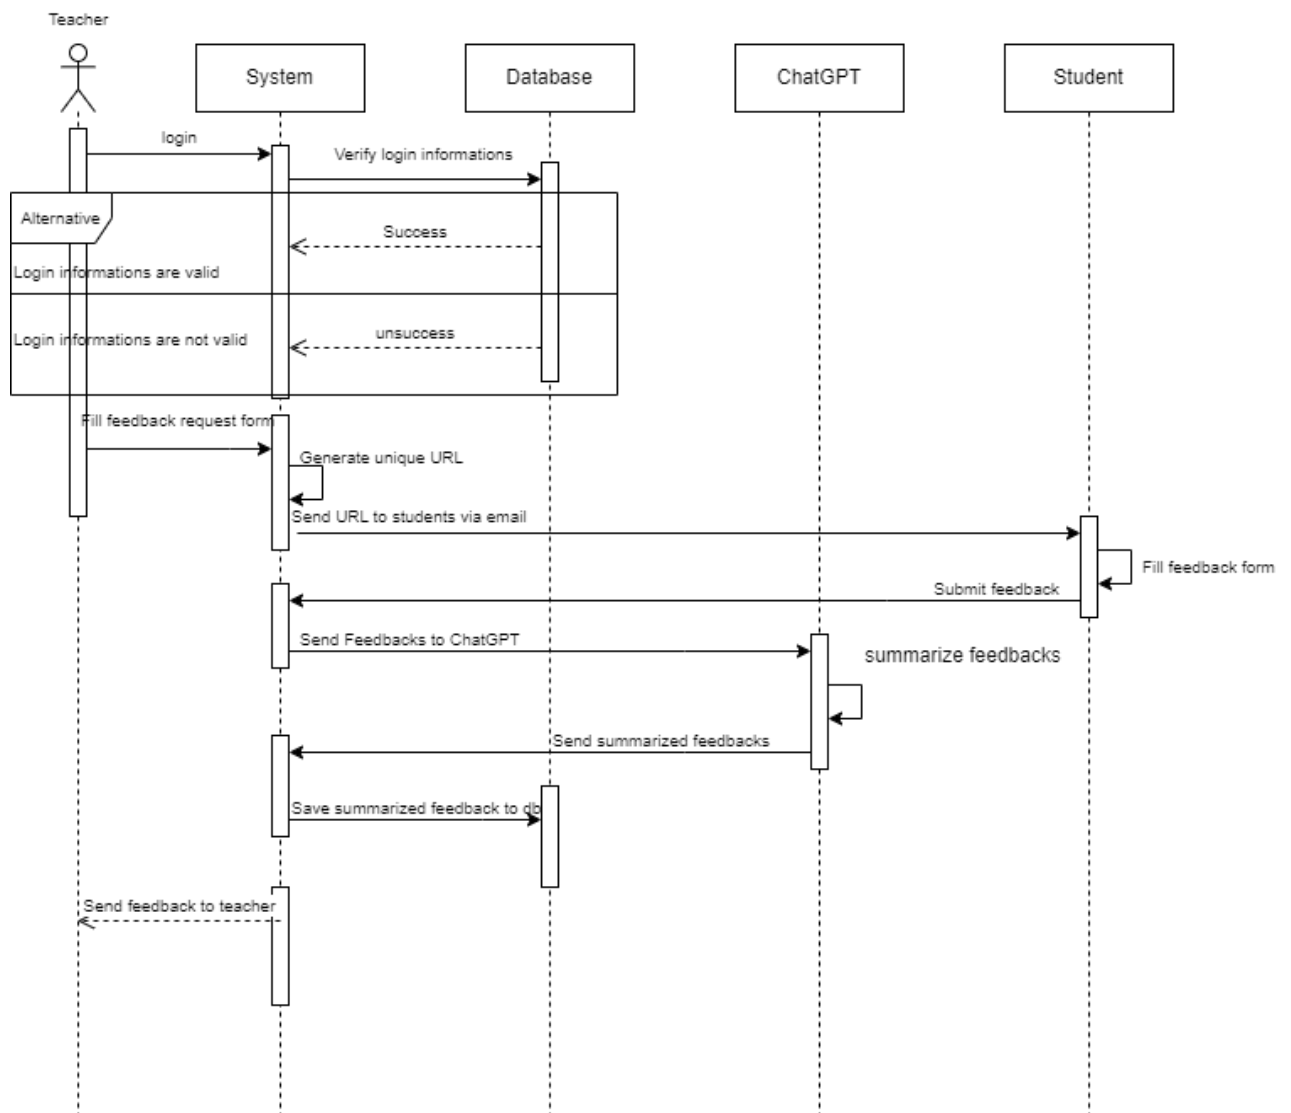 Teacher
System
Database
ChatGPT
Student
login
Verify login informations
Alternative
Success
Login informations are valid
unsuccess
Login informations are not valid
Fill feedback request form
Generate unique URL
Send URL to students via email
Fill feedback form
Submit feedback
Send Feedbacks to ChatGPT
summarize feedbacks
Send summarized feedbacks
Save summarized feedback to db
Send feedback to teacher